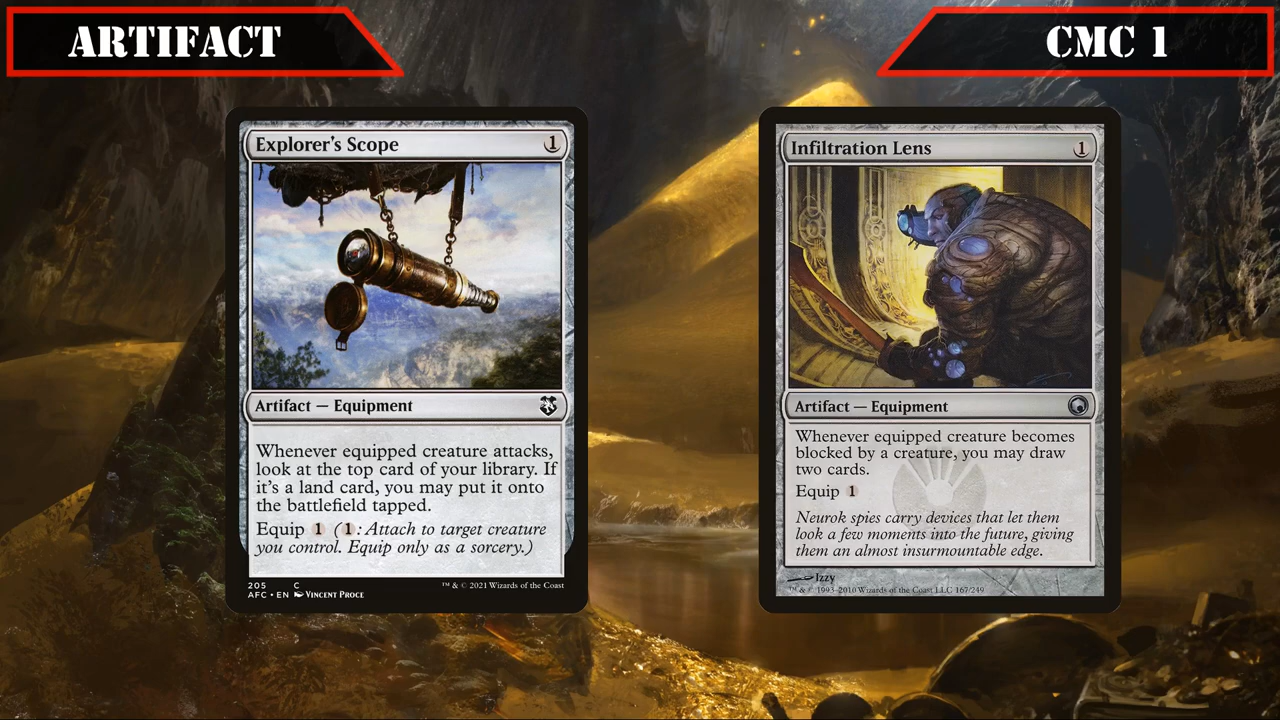 ARTIFACT
CMC 1
Explorer's Scope 1
Artifact — Equipment
Whenever equipped creature attacks,
look at the top card of your library. If
it's a land card, you may put it onto
the battlefield tapped.
Equip 1 (1: Attach to target creature
you control. Equip only as a sorcery.)
205 C
AFC • EN VINCENT PROCE
™ & © 2021 Wizards of the Coast
Infiltration Lens 1
Artifact — Equipment
Whenever equipped creature becomes
blocked by a creature, you may draw
two cards.
Equip 1
Neurok spies carry devices that let them
look a few moments into the future, giving
them an almost insurmountable edge.
Izzy
™ & © 1993-2010 Wizards of the Coast LLC 167/249